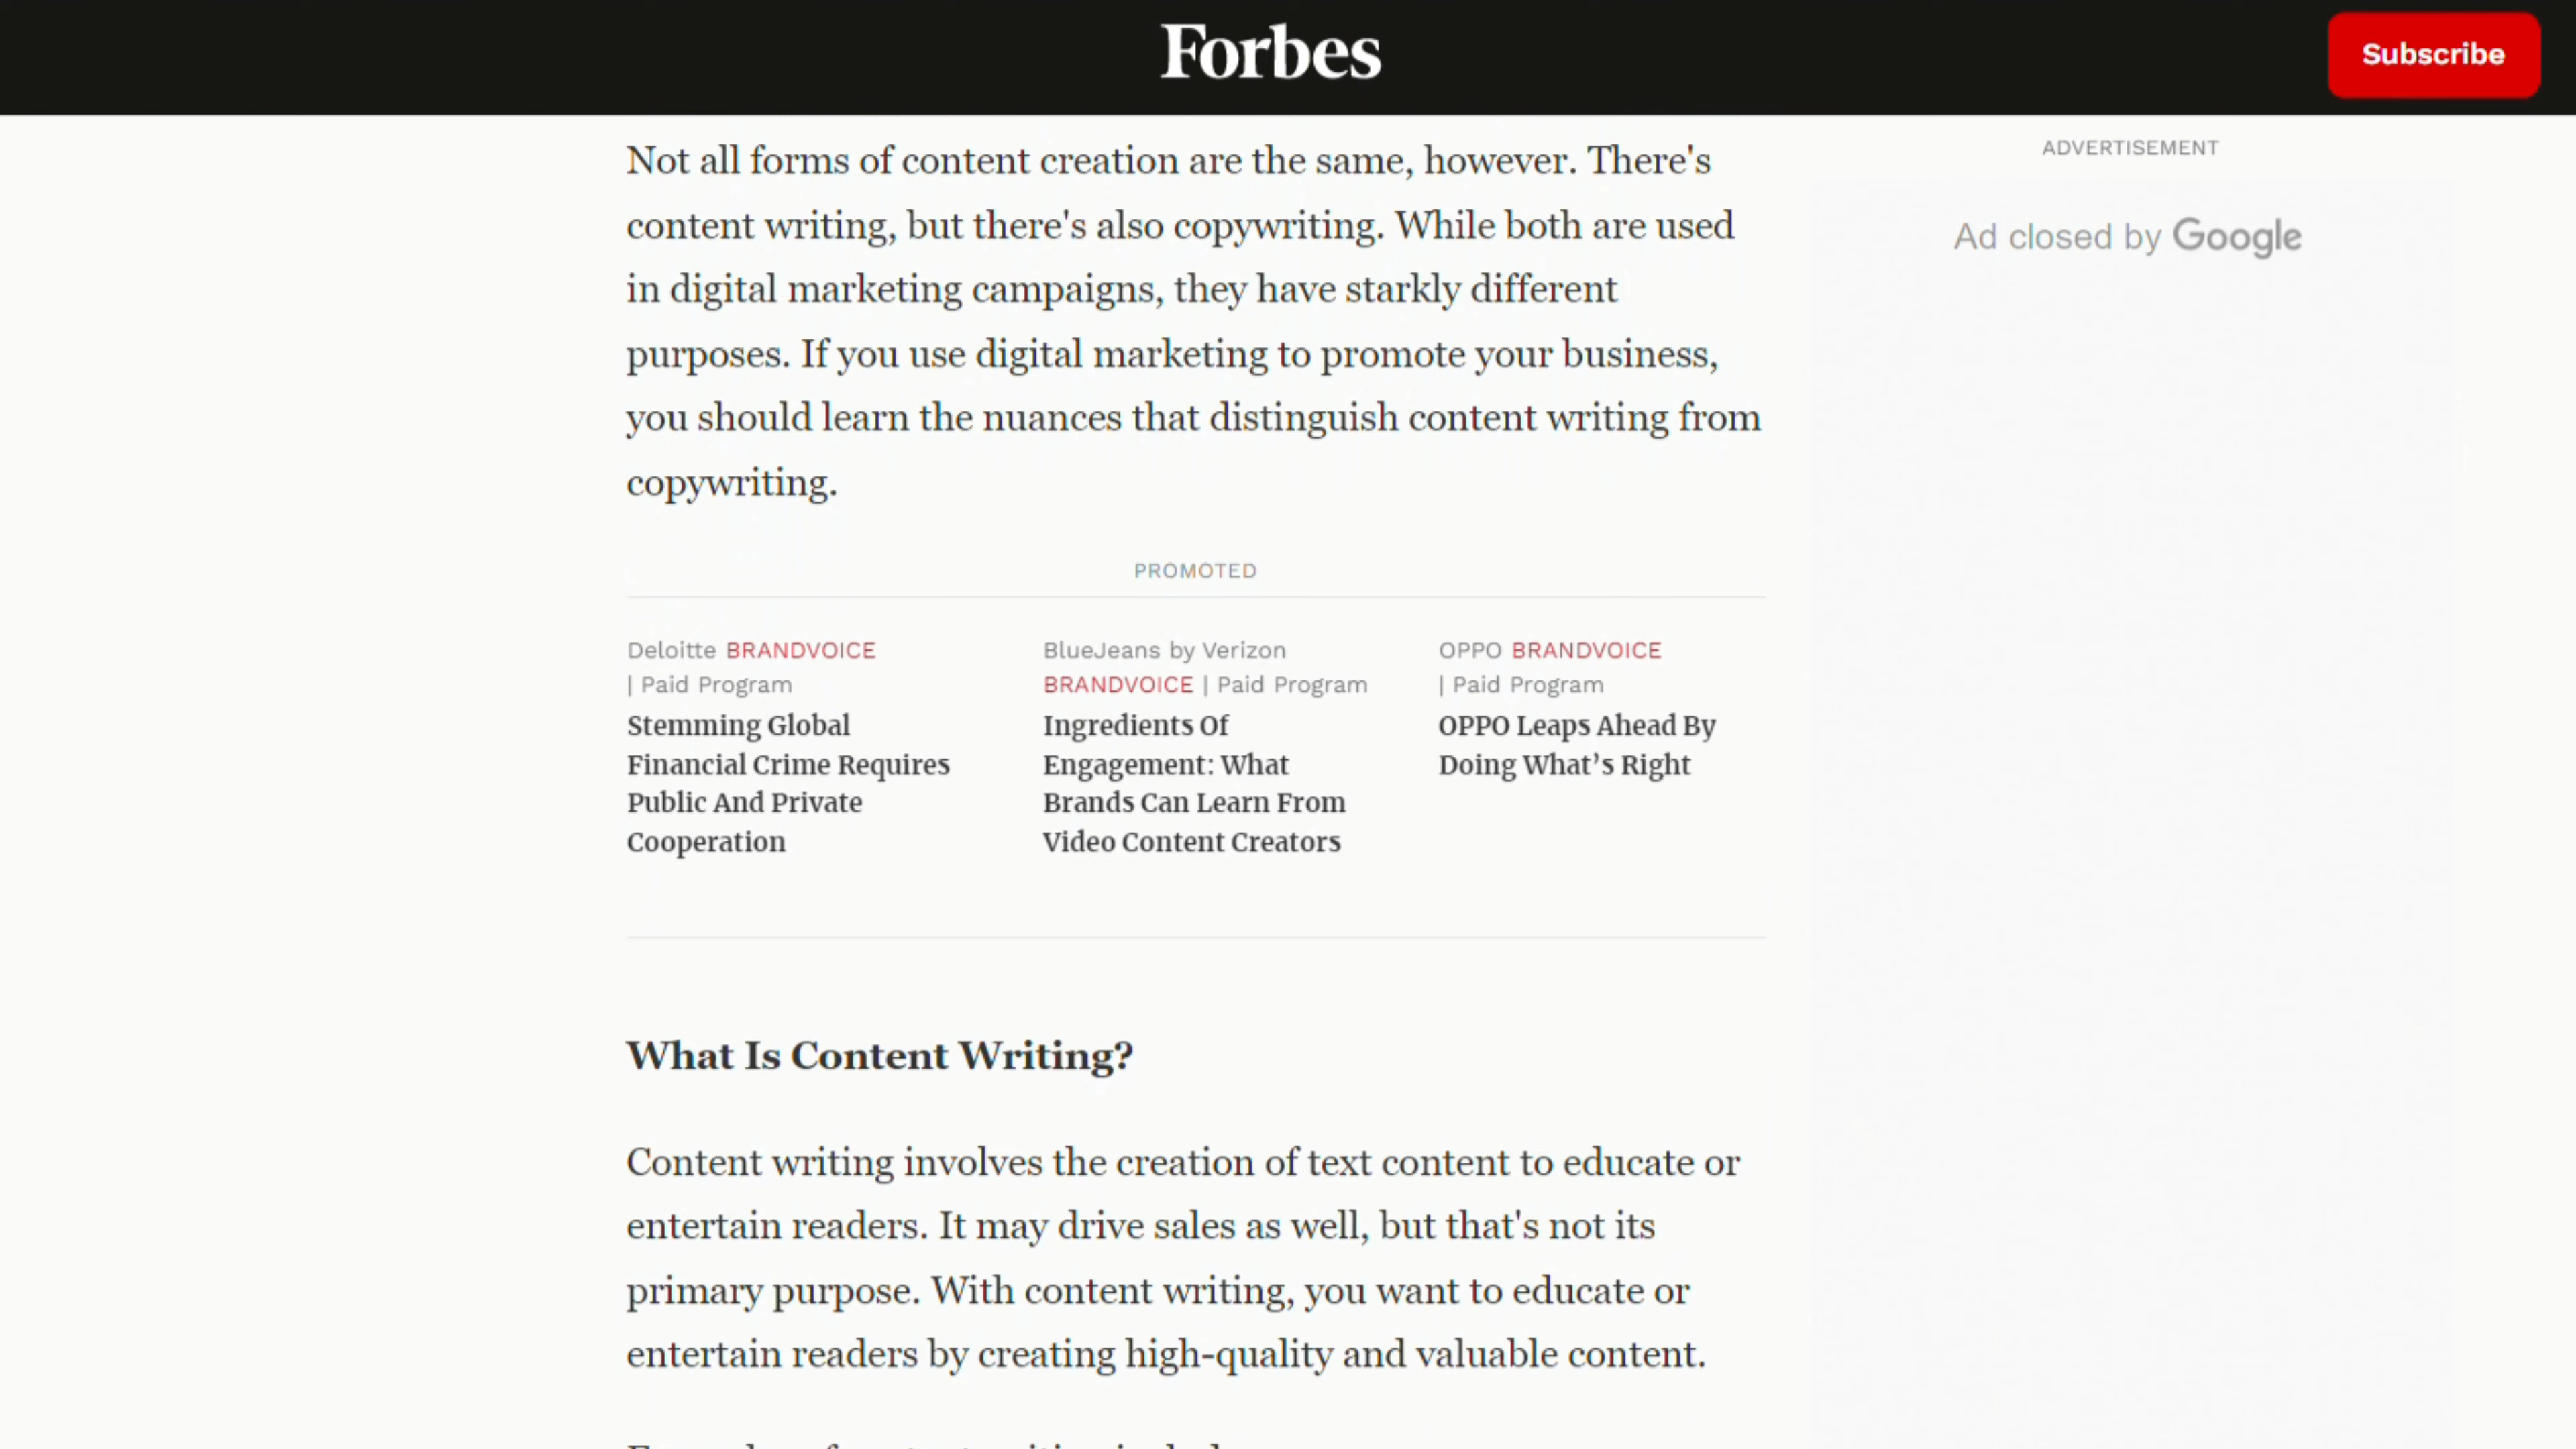 Forbes
Subscribe
Not all forms of content creation are the same, however. There's
content writing, but there's also copywriting. While both are used
in digital marketing campaigns, they have starkly different
purposes. If you use digital marketing to promote your business,
you should learn the nuances that distinguish content writing from
copywriting.
ADVERTISEMENT
Ad closed by Google
PROMOTED
Deloitte BRANDVOICE
| Paid Program
Stemming Global
Financial Crime Requires
Public And Private
Cooperation
BlueJeans by Verizon
BRANDVOICE | Paid Program
Ingredients Of
Engagement: What
Brands Can Learn From
Video Content Creators
OPPO BRANDVOICE
| Paid Program
OPPO Leaps Ahead By
Doing What’s Right
What Is Content Writing?
Content writing involves the creation of text content to educate or
entertain readers. It may drive sales as well, but that's not its
primary purpose. With content writing, you want to educate or
entertain readers by creating high-quality and valuable content.